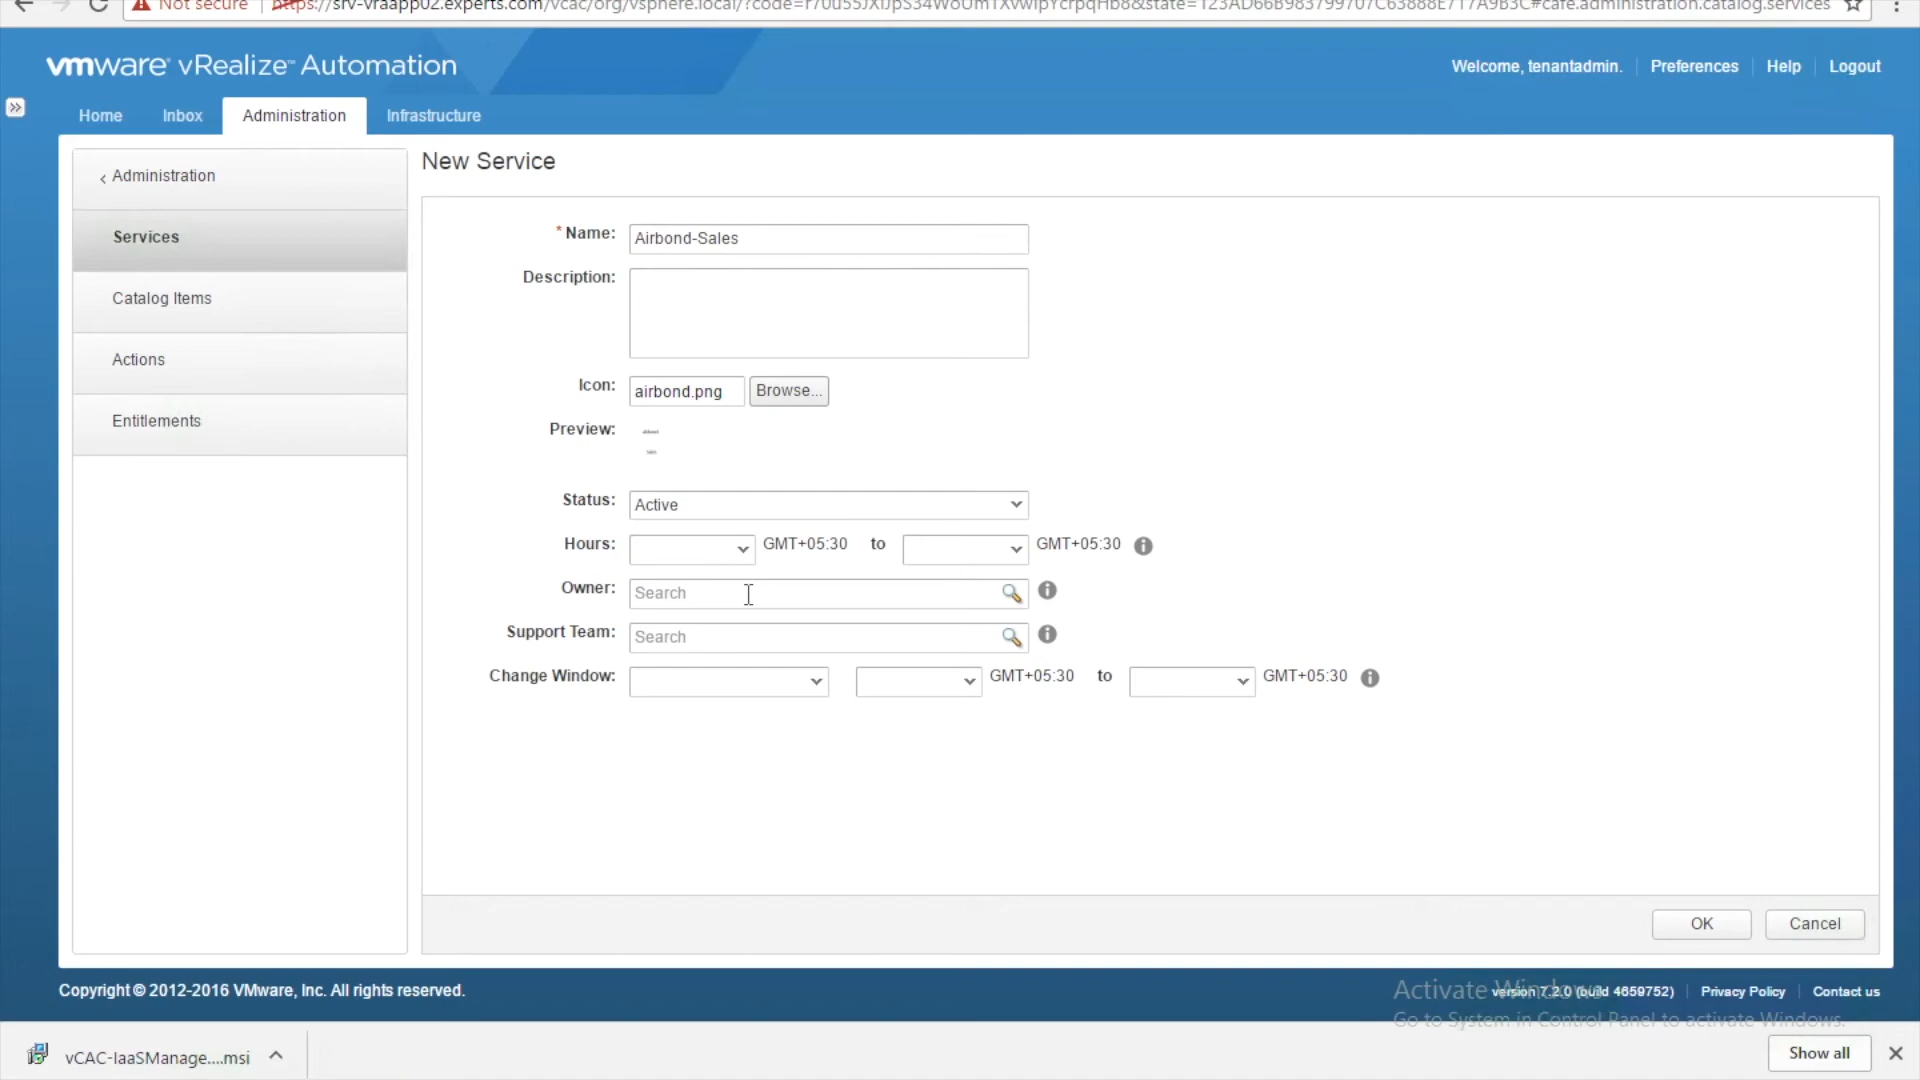 Not secure https://srv-vraapp02.experts.com/vcac/org/vsphere.local/
#cafe.administration.catalog.services
vmware vRealize™ Automation
Welcome, tenantadmin. Preferences Help Logout
Home Inbox Administration Infrastructure
Administration
Services
Catalog Items
Actions
Entitlements
New Service
* Name: Airbond-Sales
Description:
Icon: airbond.png Browse...
Preview:
Status: Active
Hours: GMT+05:30 to GMT+05:30
Owner: Search
Support Team: Search
Change Window: GMT+05:30 to GMT+05:30
OK Cancel
Copyright © 2012-2016 VMware, Inc. All rights reserved.
version 7.2.0 (build 4659752) Privacy Policy Contact us
Activate Windows
Go to System in Control Panel to activate Windows.
vCAC-IaaSManage....msi
Show all